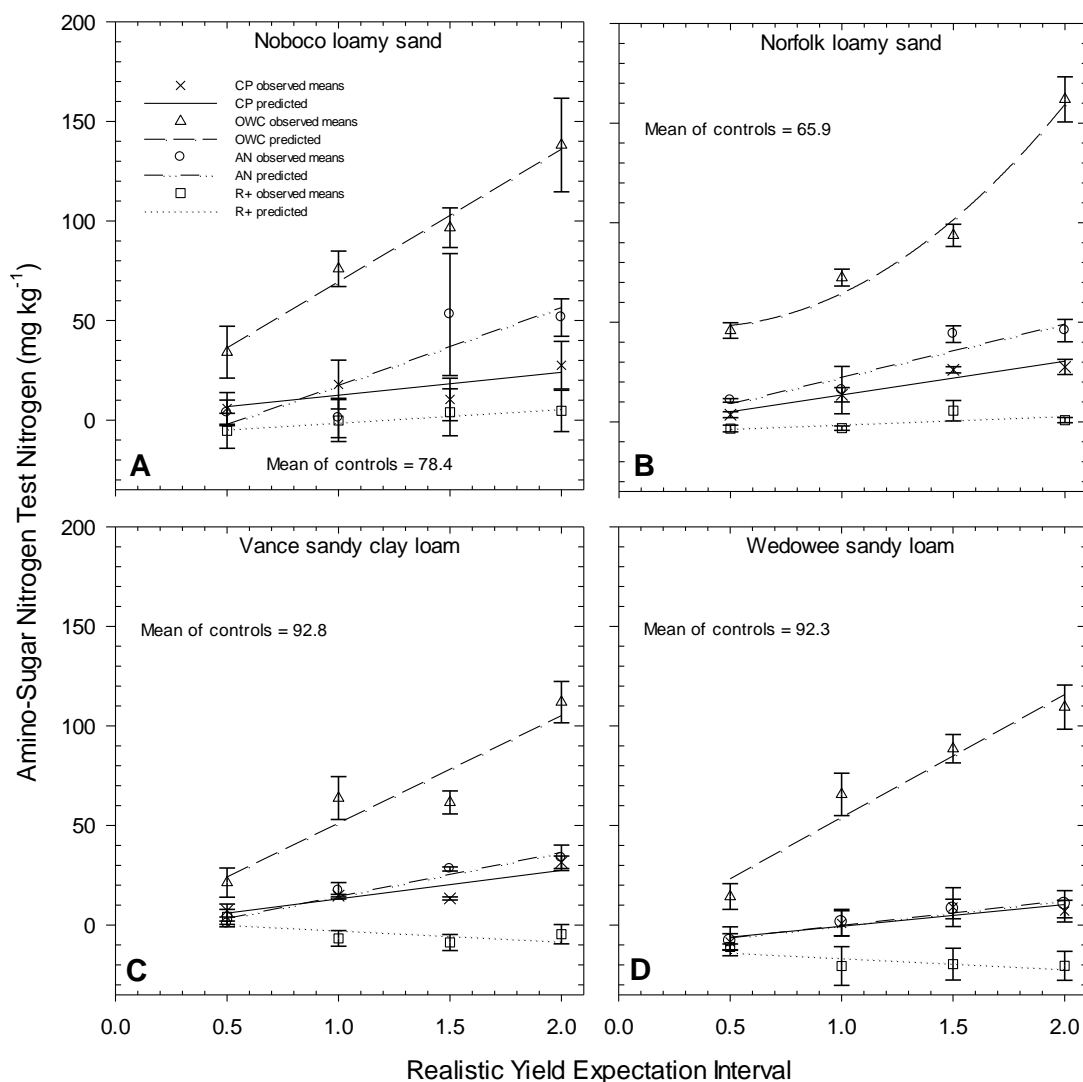 Noboco loamy sand
Norfolk loamy sand
200
150
100
50
0
CP observed means
CP predicted
OWC observed means
OWC predicted
AN observed means
AN predicted
R+ observed means
R+ predicted
Mean of controls = 65.9
A
Mean of controls = 78.4
B
Amino-Sugar Nitrogen Test Nitrogen (mg kg-1)
Vance sandy clay loam
Wedowee sandy loam
200
150
100
50
0
Mean of controls = 92.8
Mean of controls = 92.3
C
D
0.0 0.5 1.0 1.5 2.0
0.0 0.5 1.0 1.5 2.0
Realistic Yield Expectation Interval